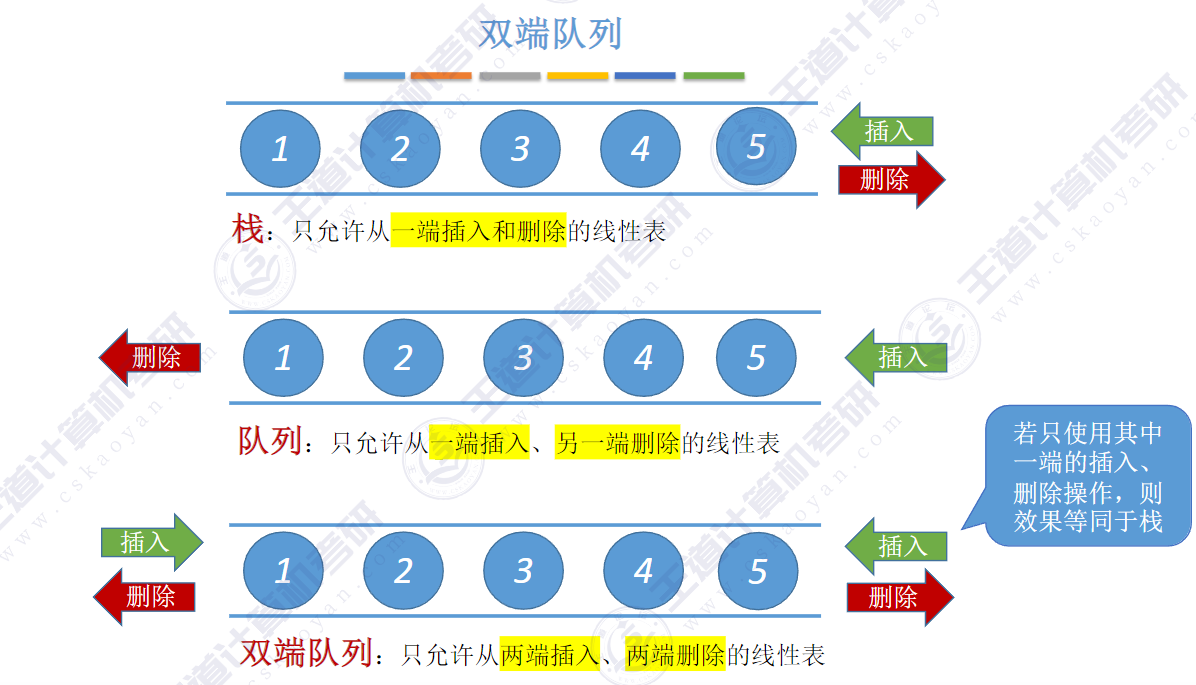 双端队列
1 2 3 4 5
插入
删除
栈：只允许从一端插入和删除的线性表
删除
1 2 3 4 5
插入
队列：只允许从一端插入、另一端删除的线性表
若只使用其中
一端的插入、
删除操作，则
效果等同于栈
插入
删除
1 2 3 4 5
插入
删除
双端队列：只允许从两端插入、两端删除的线性表
王道计算机考研
www.cskaoyan.com